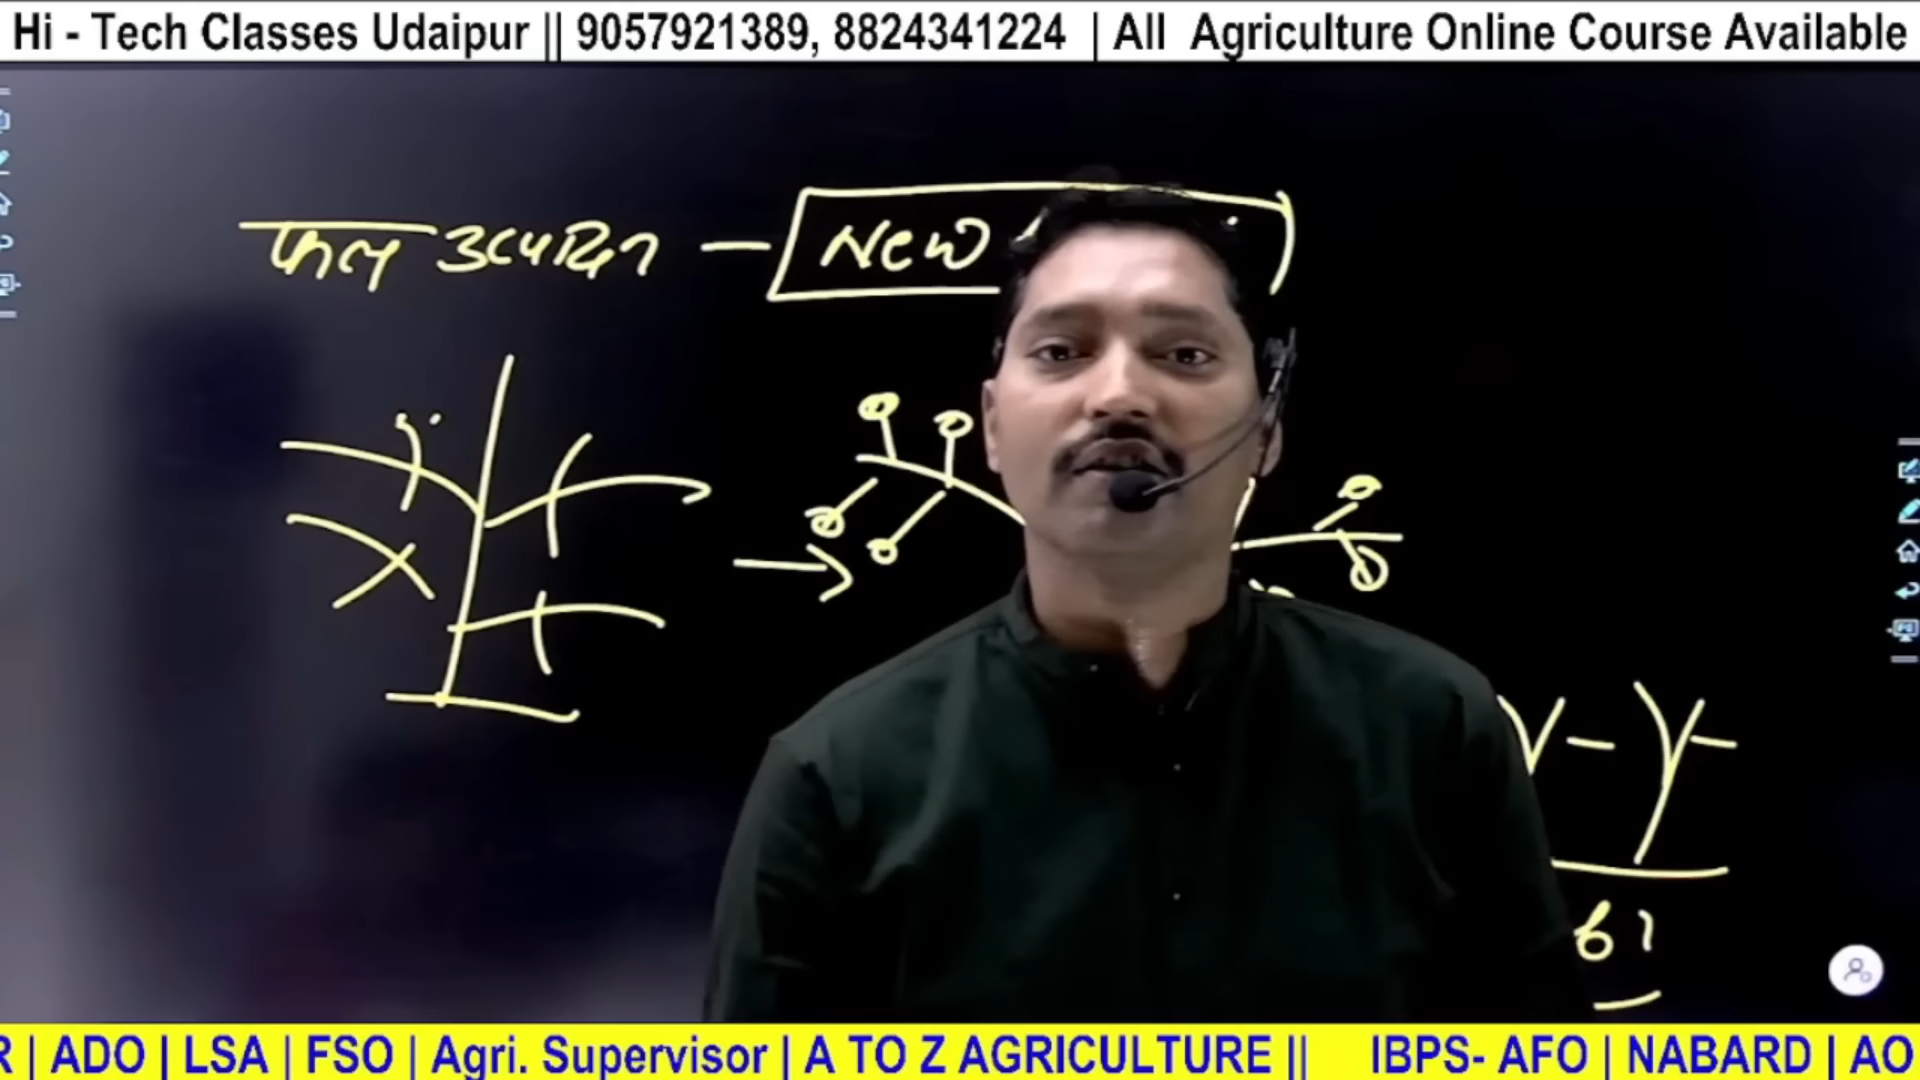 Hi - Tech Classes Udaipur || 9057921389, 8824341224 | All Agriculture Online Course Available
फल उत्पादन - New
R | ADO | LSA | FSO | Agri. Supervisor | A TO Z AGRICULTURE || IBPS- AFO | NABARD | AO